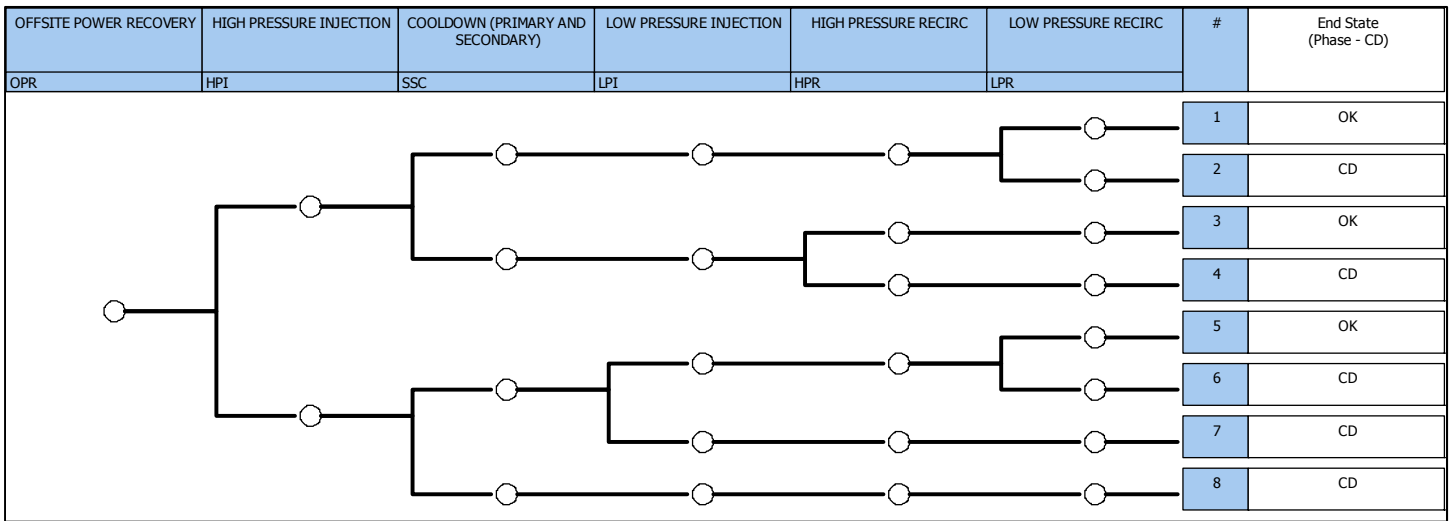 OFFSITE POWER RECOVERY
HIGH PRESSURE INJECTION
COOLDOWN (PRIMARY AND
SECONDARY)
LOW PRESSURE INJECTION
HIGH PRESSURE RECIRC
LOW PRESSURE RECIRC
#
End State
(Phase - CD)
OPR
HPI
SSC
LPI
HPR
LPR
1
OK
2
CD
3
OK
4
CD
5
OK
6
CD
7
CD
8
CD